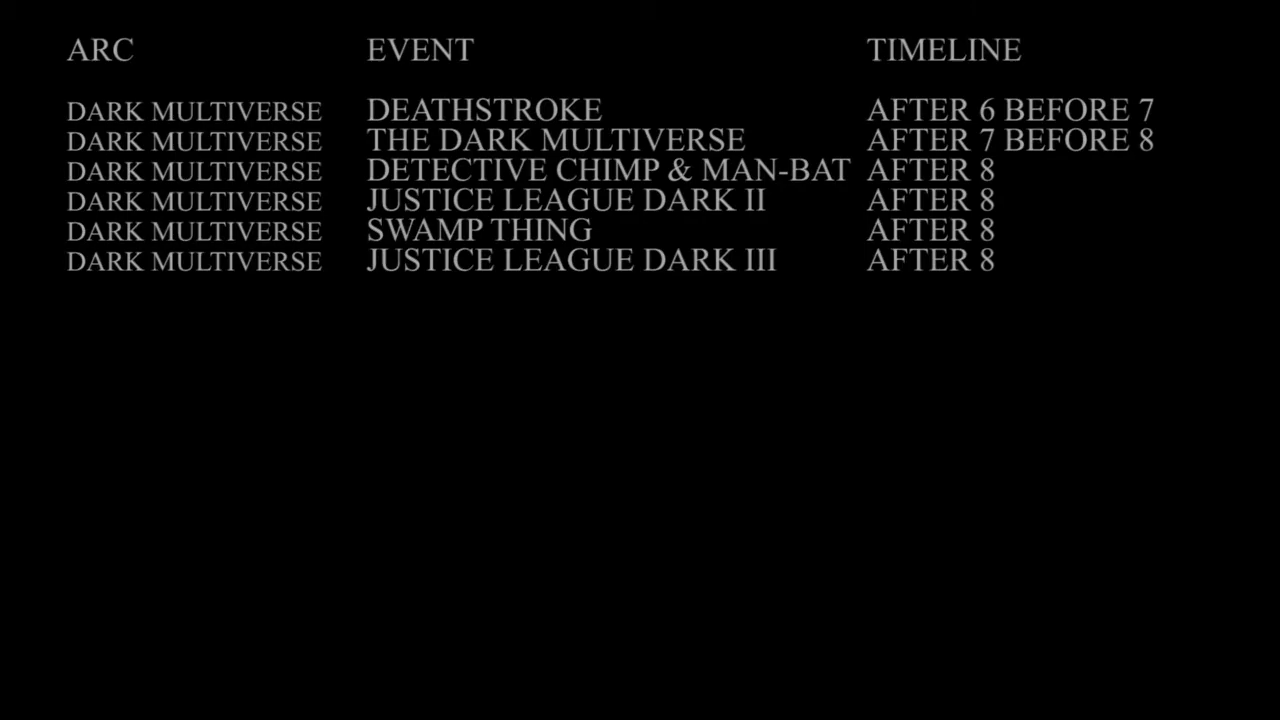 ARC EVENT TIMELINE
DARK MULTIVERSE DEATHSTROKE AFTER 6 BEFORE 7
DARK MULTIVERSE THE DARK MULTIVERSE AFTER 7 BEFORE 8
DARK MULTIVERSE DETECTIVE CHIMP & MAN-BAT AFTER 8
DARK MULTIVERSE JUSTICE LEAGUE DARK II AFTER 8
DARK MULTIVERSE SWAMP THING AFTER 8
DARK MULTIVERSE JUSTICE LEAGUE DARK III AFTER 8